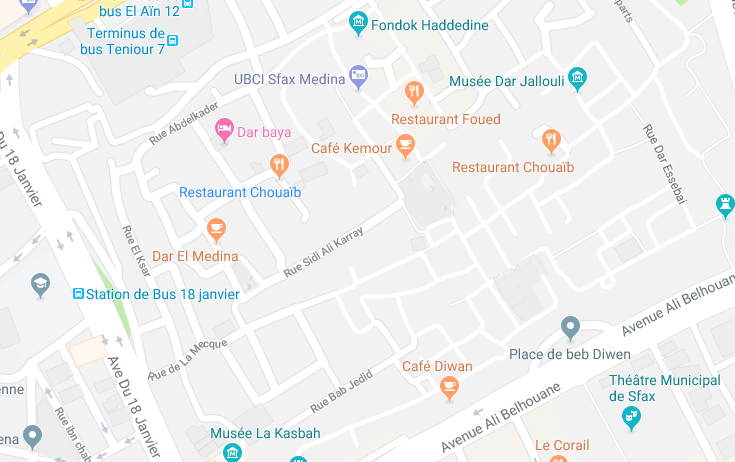 bus El Aïn 12
Terminus de
bus Teniour 7
Fondok Haddedine
UBCI Sfax Medina
Musée Dar Jallouli
Restaurant Foued
Rue Abdelkader
Dar baya
Café Kemour
Restaurant Chouaïb
Rue Dar Essebai
Restaurant Chouaïb
Du 18 Janvier
Dar El Medina
Rue El Ksar
Rue Sidi Ali Karray
Station de Bus 18 janvier
Avenue Ali Belhouane
Rue de La Mecque
Place de beb Diwen
Café Diwan
Ave Du 18 Janvier
Rue Bab Jedid
Théâtre Municipal
de Sfax
Avenue Ali Belhouane
Musée La Kasbah
Le Corail